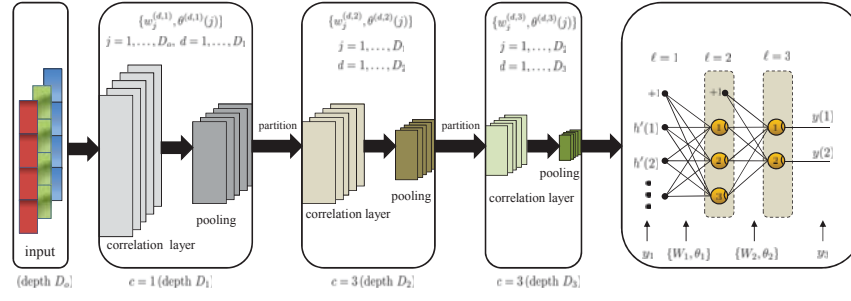 {w_j^{(d,1)}, θ^{(d,1)}(j)}
j = 1, . . . , D_o, d = 1, . . . , D_1
input
(depth D_o)
correlation layer
pooling
c = 1 (depth D_1)
partition
{w_j^{(d,2)}, θ^{(d,2)}(j)}
j = 1, . . . , D_1
d = 1, . . . , D_2
correlation layer
pooling
c = 3 (depth D_2)
partition
{w_j^{(d,3)}, θ^{(d,3)}(j)}
j = 1, . . . , D_2
d = 1, . . . , D_3
correlation layer
pooling
c = 3 (depth D_3)
ℓ = 1 ℓ = 2 ℓ = 3
+1 +1
h'(1) 1 1 y(1)
h'(2) 2 2 y(2)
3
y_1 {W_1, θ_1} {W_2, θ_2} y_3